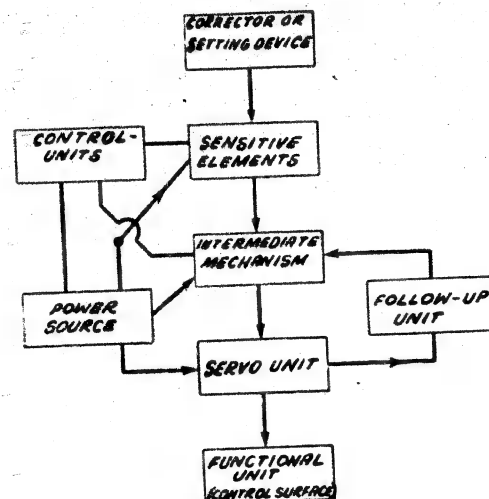 CORRECTOR OR
SETTING DEVICE
CONTROL-
UNITS
SENSITIVE
ELEMENTS
INTERMEDIATE
MECHANISM
POWER
SOURCE
FOLLOW-UP
UNIT
SERVO UNIT
FUNCTIONAL
UNIT
(CONTROL SURFACE)